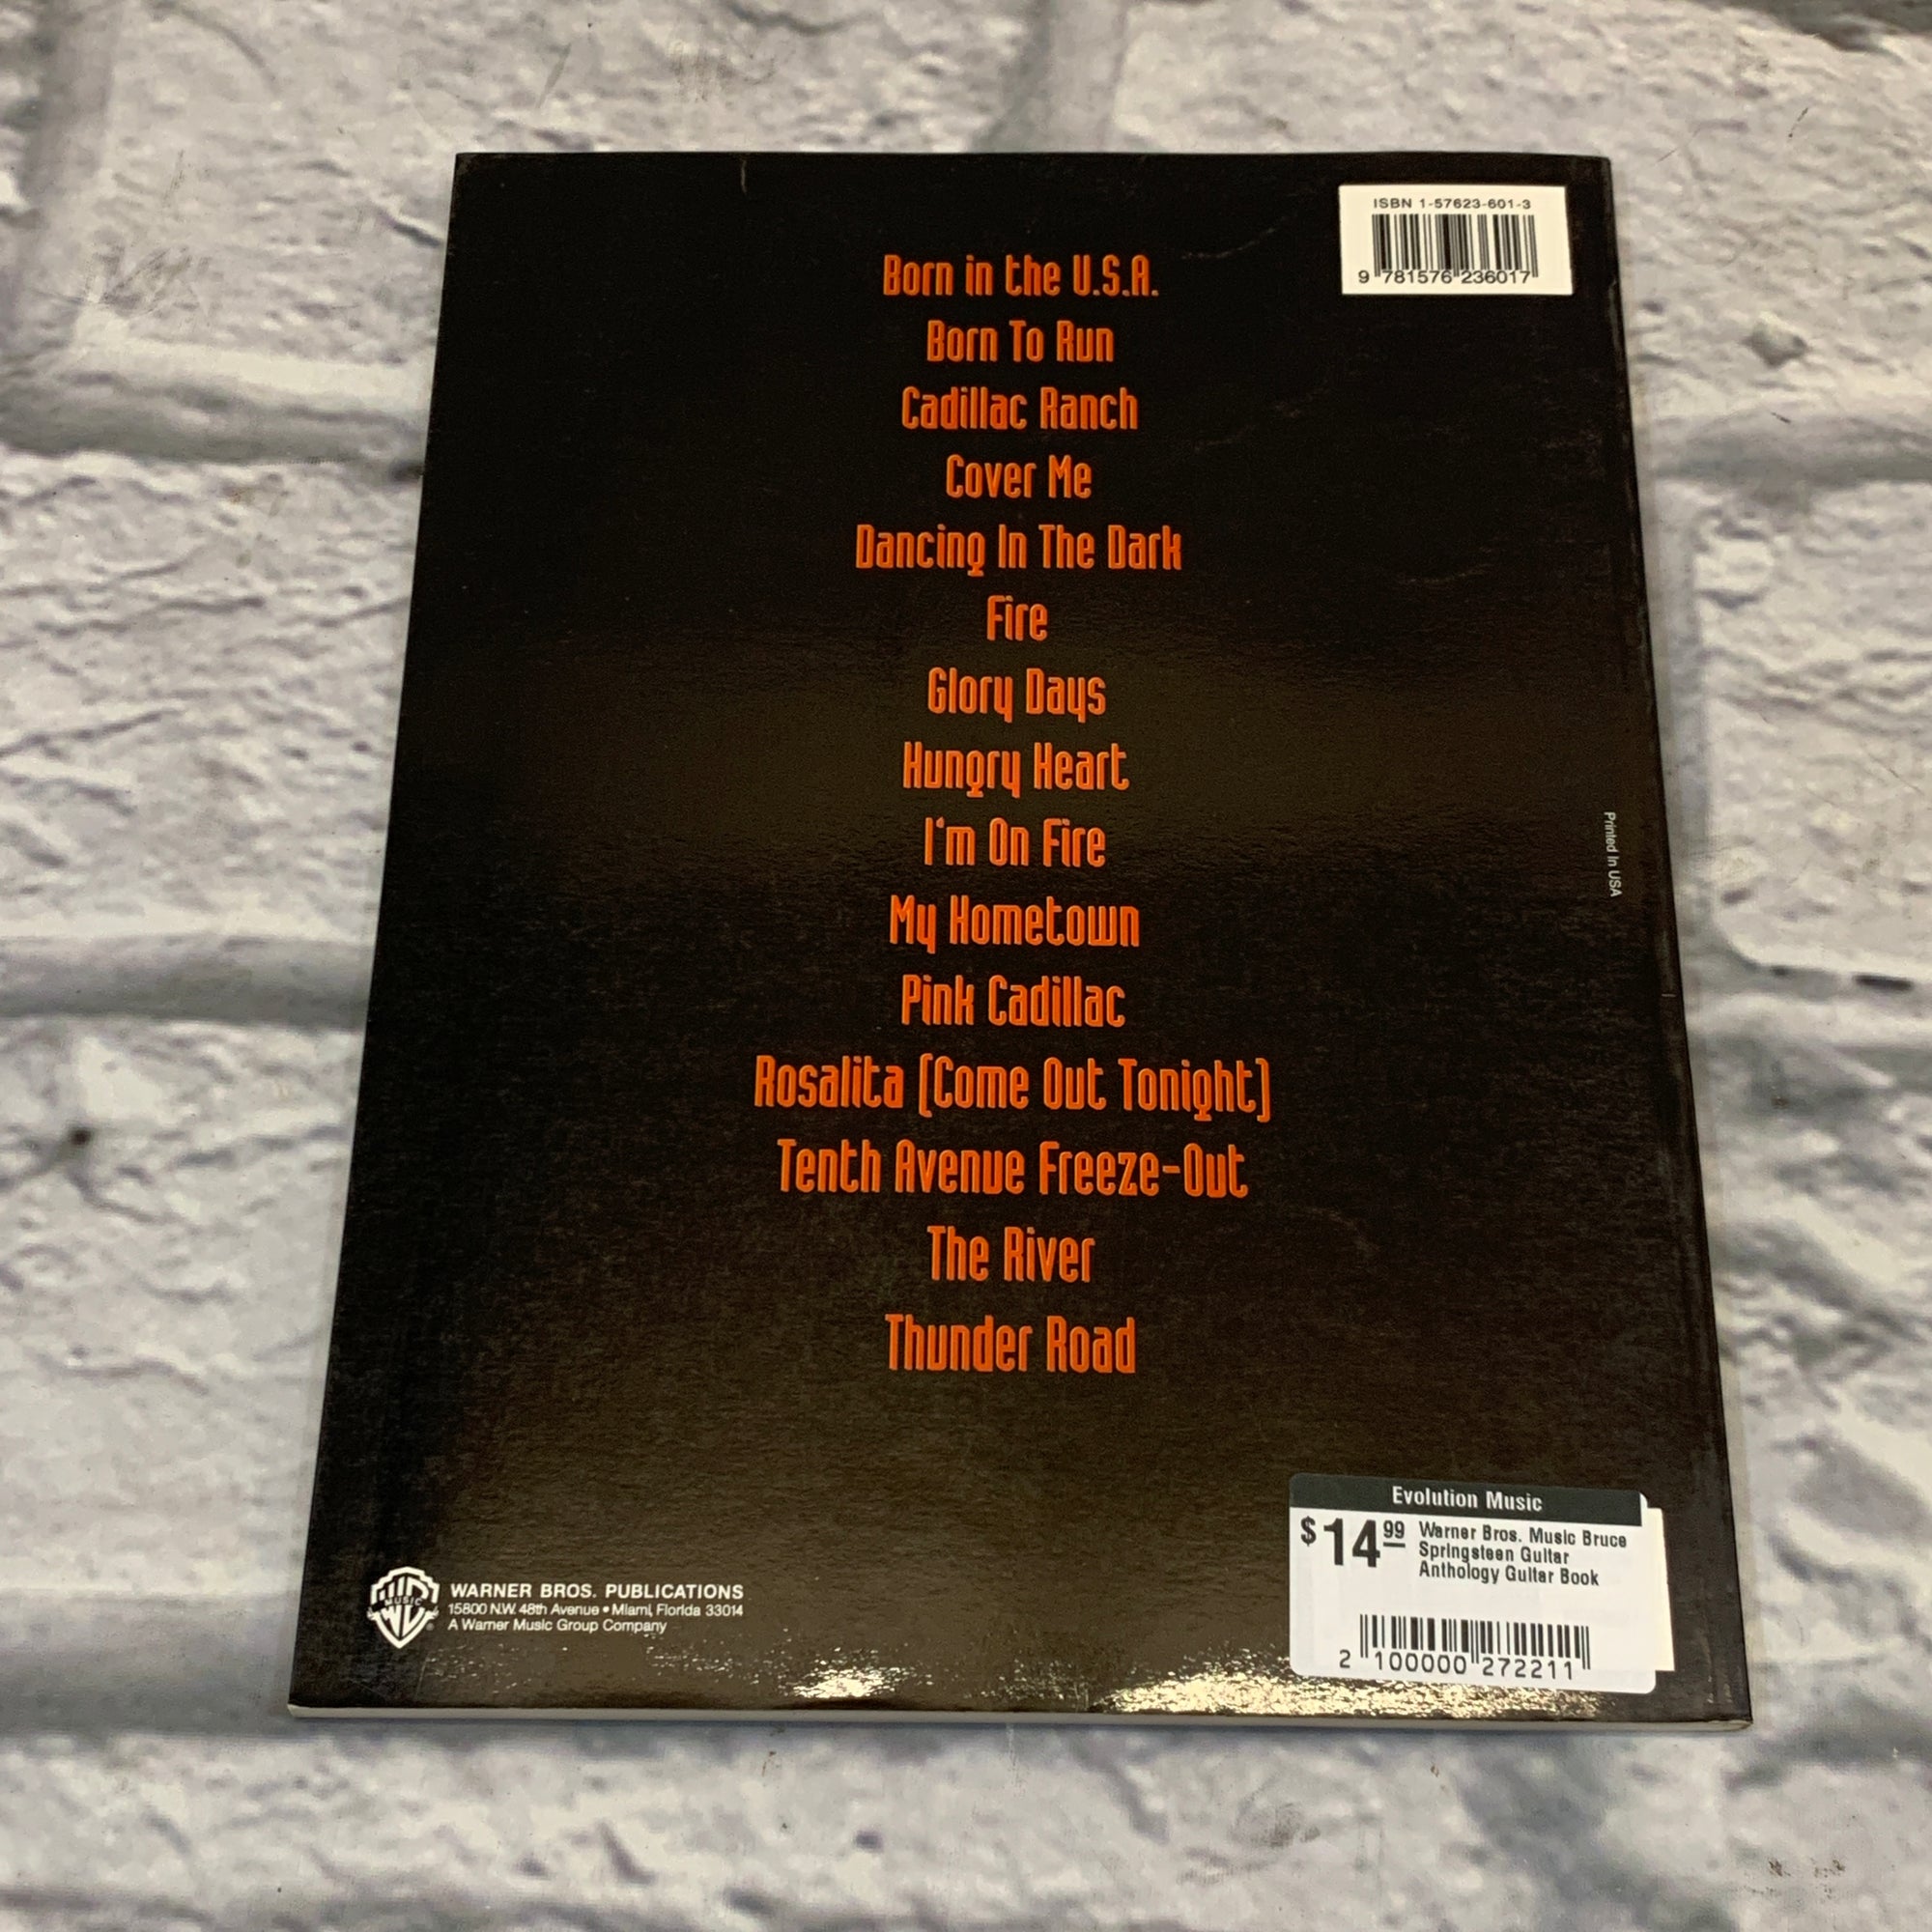 ISBN 1-57623-601-3
9 781576 236017
Born in the U.S.A.
Born To Run
Cadillac Ranch
Cover Me
Dancing In The Dark
Fire
Glory Days
Hungry Heart
I'm On Fire
My Hometown
Pink Cadillac
Rosalita (Come Out Tonight)
Tenth Avenue Freeze-Out
The River
Thunder Road
Printed in USA
WB MUSIC
WARNER BROS. PUBLICATIONS
15800 N.W. 48th Avenue • Miami, Florida 33014
A Warner Music Group Company
Evolution Music
$14.99
Warner Bros. Music Bruce
Springsteen Guitar
Anthology Guitar Book
2 100000 272211